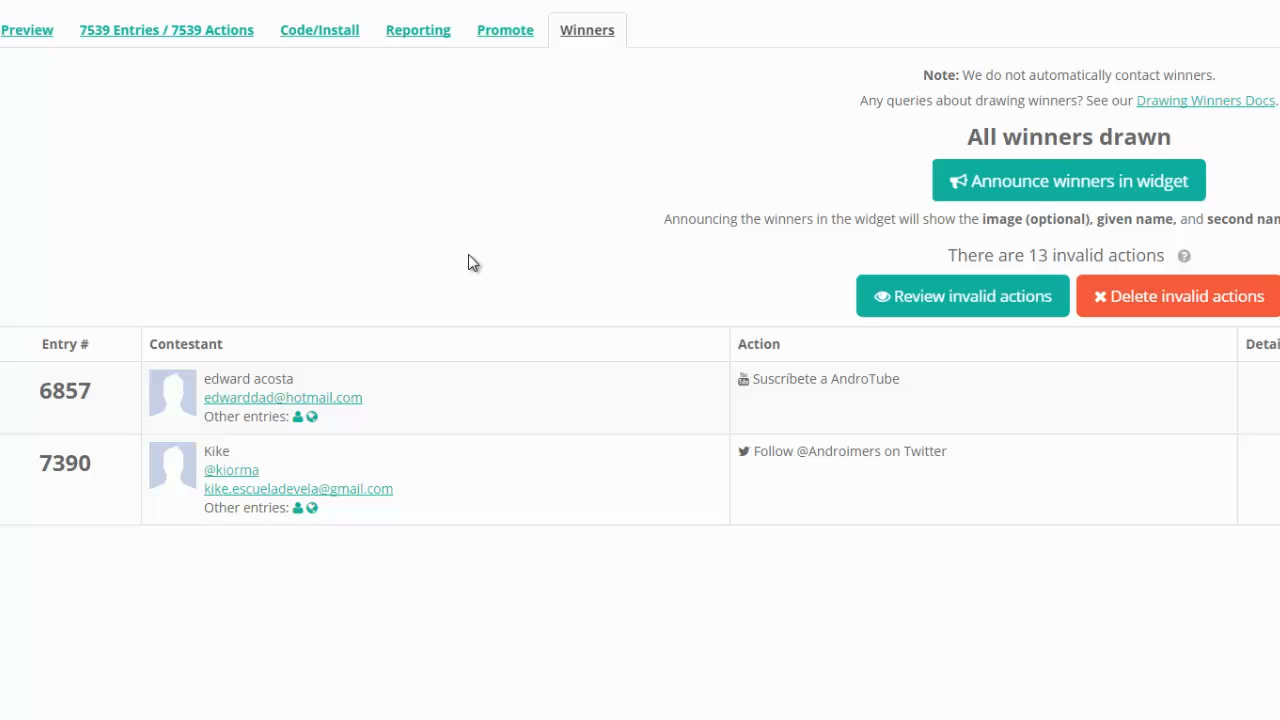 Preview 7539 Entries / 7539 Actions Code/Install Reporting Promote Winners
Note: We do not automatically contact winners.
Any queries about drawing winners? See our Drawing Winners Docs.
All winners drawn
Announce winners in widget
Announcing the winners in the widget will show the image (optional), given name, and second
There are 13 invalid actions
Review invalid actions Delete invalid actions
Entry # Contestant Action
6857 edward acosta Suscríbete a AndroTube
edwarddad@hotmail.com
Other entries:
7390 Kike Follow @Androimers on Twitter
@kiorma
kike.escueladevela@gmail.com
Other entries: